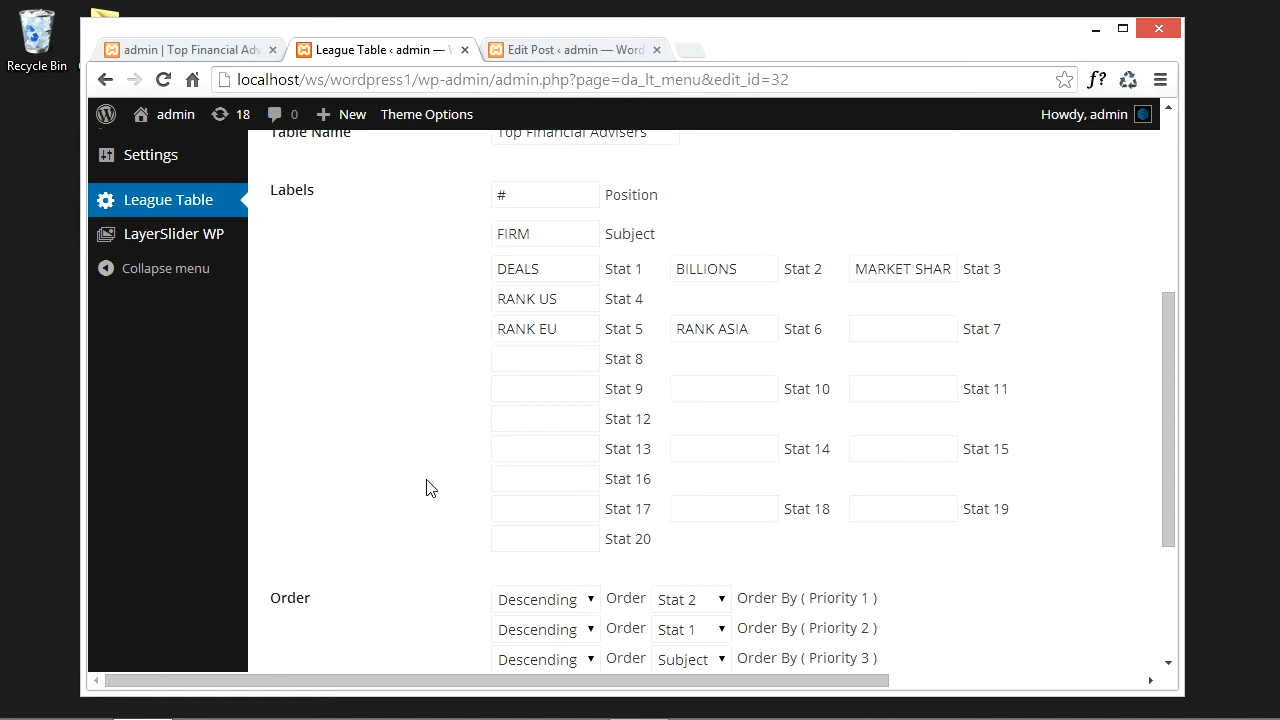 Recycle Bin
admin | Top Financial Adv
League Table ‹ admin —
Edit Post ‹ admin — Word
localhost/ws/wordpress1/wp-admin/admin.php?page=da_lt_menu&edit_id=32
f?
admin 18 0 New Theme Options Howdy, admin
Settings
League Table
LayerSlider WP
Collapse menu
Table Name Top Financial Advisers
Labels # Position
FIRM Subject
DEALS Stat 1 BILLIONS Stat 2 MARKET SHAR Stat 3
RANK US Stat 4
RANK EU Stat 5 RANK ASIA Stat 6 Stat 7
Stat 8
Stat 9 Stat 10 Stat 11
Stat 12
Stat 13 Stat 14 Stat 15
Stat 16
Stat 17 Stat 18 Stat 19
Stat 20
Order Descending Order Stat 2 Order By ( Priority 1 )
Descending Order Stat 1 Order By ( Priority 2 )
Descending Order Subject Order By ( Priority 3 )